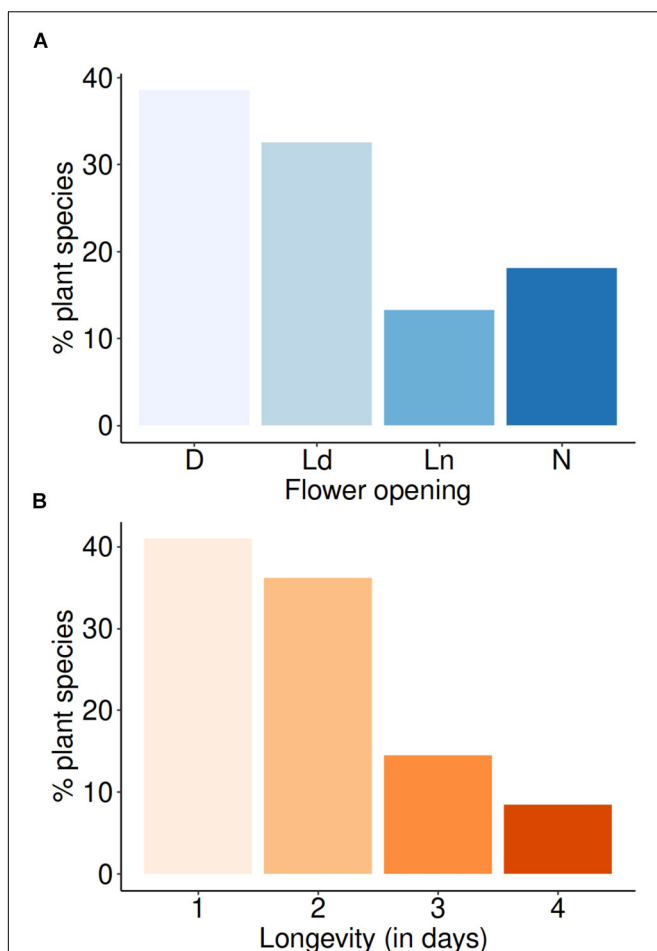 A
% plant species
40
30
20
10
0
D Ld Ln N
Flower opening
B
% plant species
40
30
20
10
0
1 2 3 4
Longevity (in days)